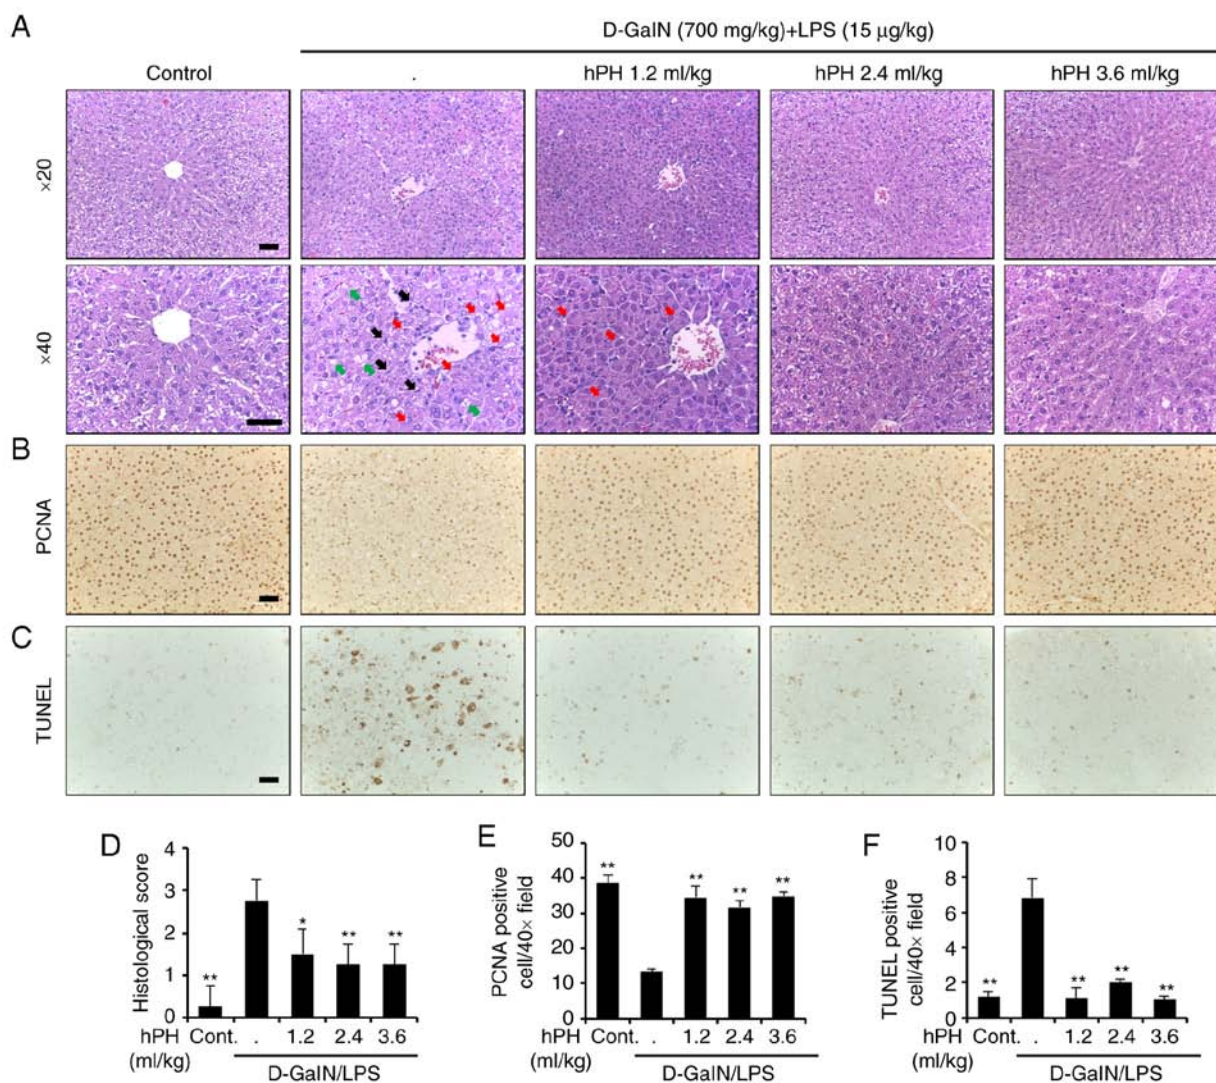 A
D-GalN (700 mg/kg)+LPS (15 µg/kg)
Control . hPH 1.2 ml/kg hPH 2.4 ml/kg hPH 3.6 ml/kg
×20
×40
B
PCNA
C
TUNEL
D
Histological score
4
3
2
1
0
** * ** **
hPH Cont. . 1.2 2.4 3.6
(ml/kg)
D-GalN/LPS
E
PCNA positive
cell/40× field
50
40
30
20
10
0
** ** ** **
hPH Cont. . 1.2 2.4 3.6
(ml/kg)
D-GalN/LPS
F
TUNEL positive
cell/40× field
8
6
4
2
0
** ** ** **
hPH Cont. . 1.2 2.4 3.6
(ml/kg)
D-GalN/LPS